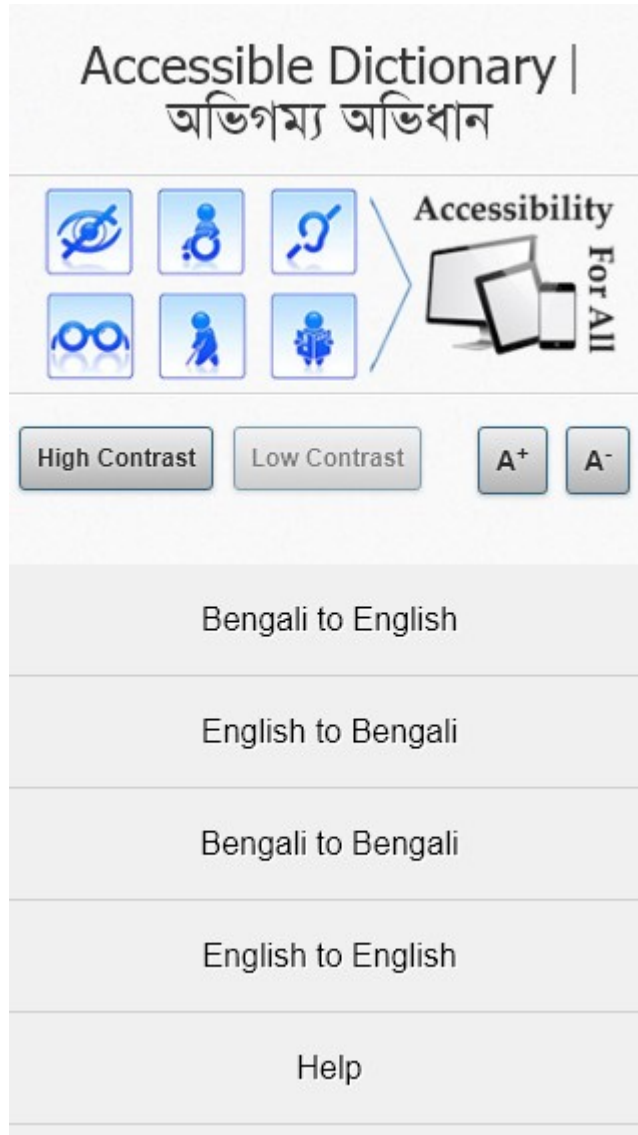 Accessible Dictionary |
অভিগম্য অভিধান
Accessibility
For All
High Contrast
Low Contrast
A+
A-
Bengali to English
English to Bengali
Bengali to Bengali
English to English
Help